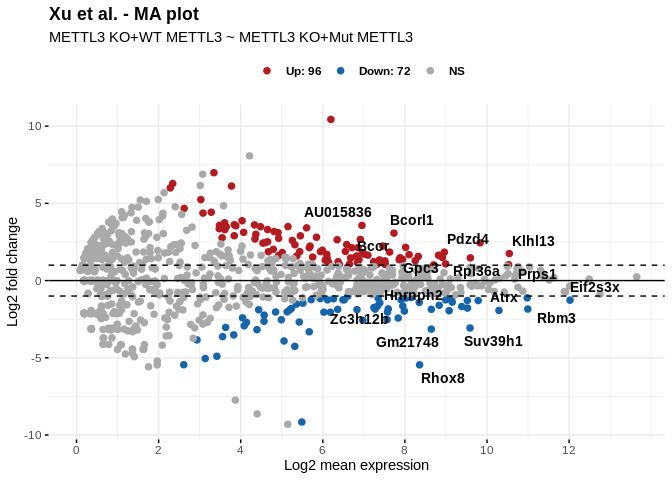 Xu et al. - MA plot
METTL3 KO+WT METTL3 ~ METTL3 KO+Mut METTL3
Up: 96 Down: 72 NS
10
5
0
-5
-10
Log2 fold change
AU015836
Bcorl1
Bcor
Pdzd4
Klhl13
Gpc3
Rpl36a
Prps1
Eif2s3x
Hnrnph2
Atrx
Zc3h12b
Rbm3
Gm21748
Suv39h1
Rhox8
0 2 4 6 8 10 12
Log2 mean expression